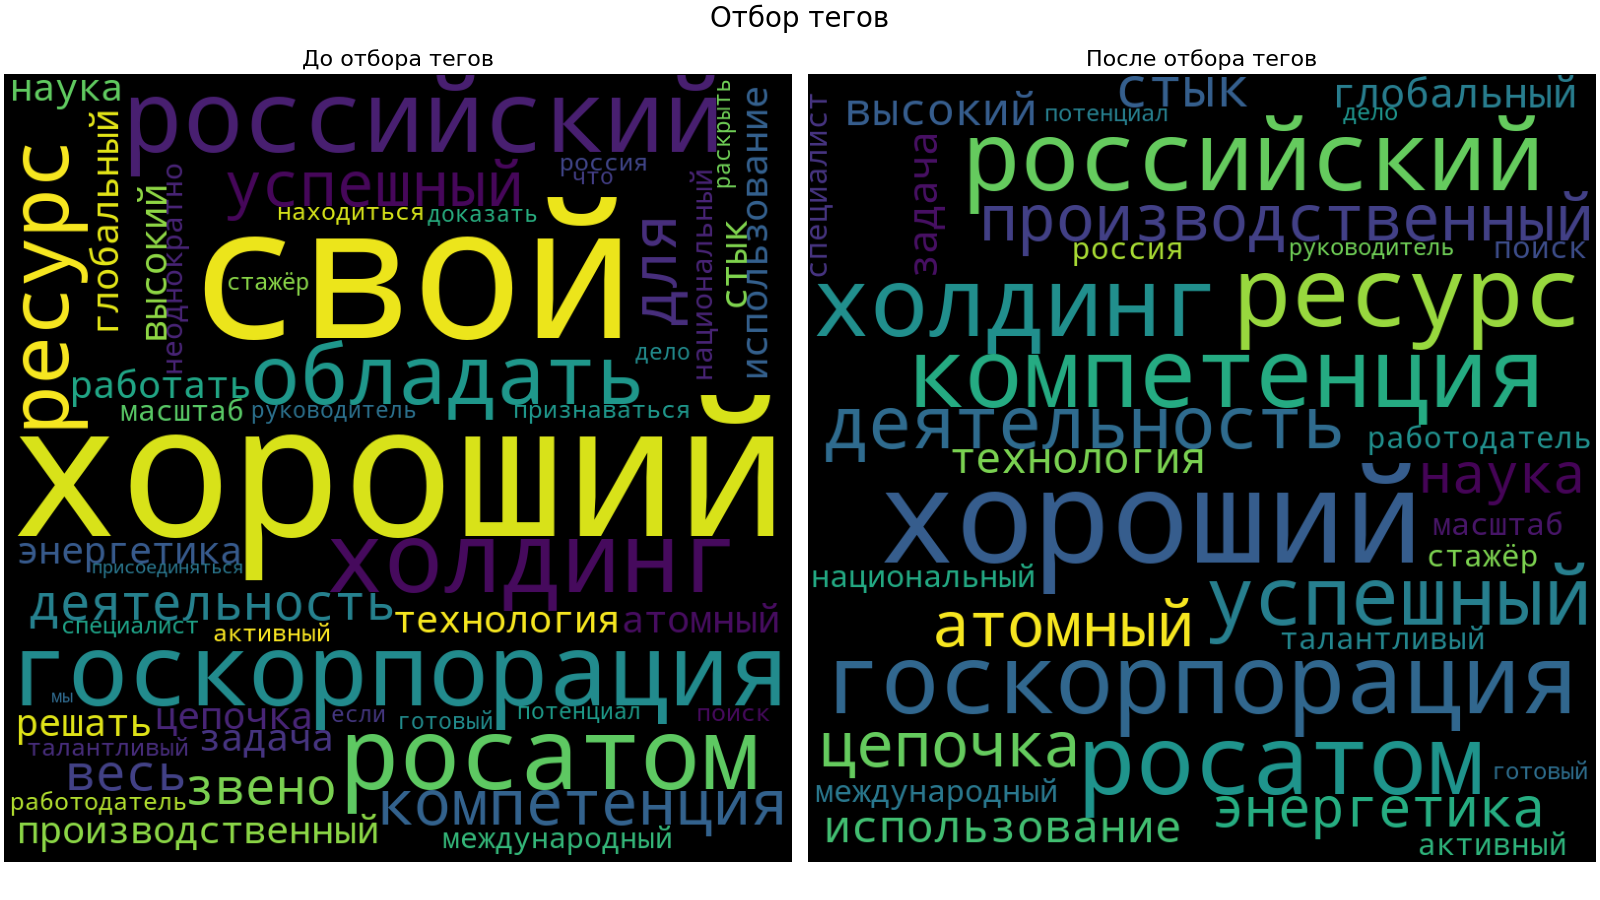 Отбор тегов
До отбора тегов
наука
российский
ресурс
глобальный
высокий
неоднократно
успешный
россия
что
раскрыть
использование
национальный
стык
находиться
доказать
свой
стажёр
для
обладать
дело
работать
масштаб
руководитель
признаваться
хороший
энергетика
присоединяться
холдинг
деятельность
специалист
активный
технология
атомный
госкорпорация
мы
решать
цепочка
если
готовый
потенциал
поиск
талантливый
задача
росатом
весь
звено
работодатель
компетенция
производственный
международный
После отбора тегов
стык
глобальный
высокий
потенциал
дело
специалист
задача
российский
производственный
россия
руководитель
поиск
холдинг
ресурс
компетенция
деятельность
работодатель
технология
наука
хороший
масштаб
стажёр
национальный
успешный
атомный
талантливый
госкорпорация
цепочка
росатом
готовый
международный
энергетика
использование
активный